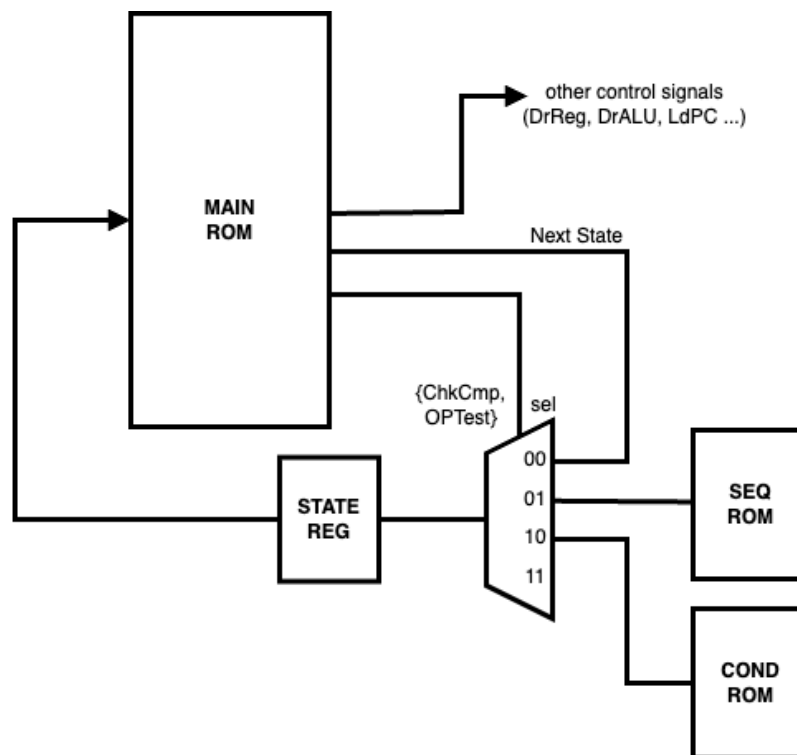 other control signals
(DrReg, DrALU, LdPC ...)
MAIN
ROM
Next State
{ChkCmp,
OPTest}
sel
00
01
10
11
STATE
REG
SEQ
ROM
COND
ROM